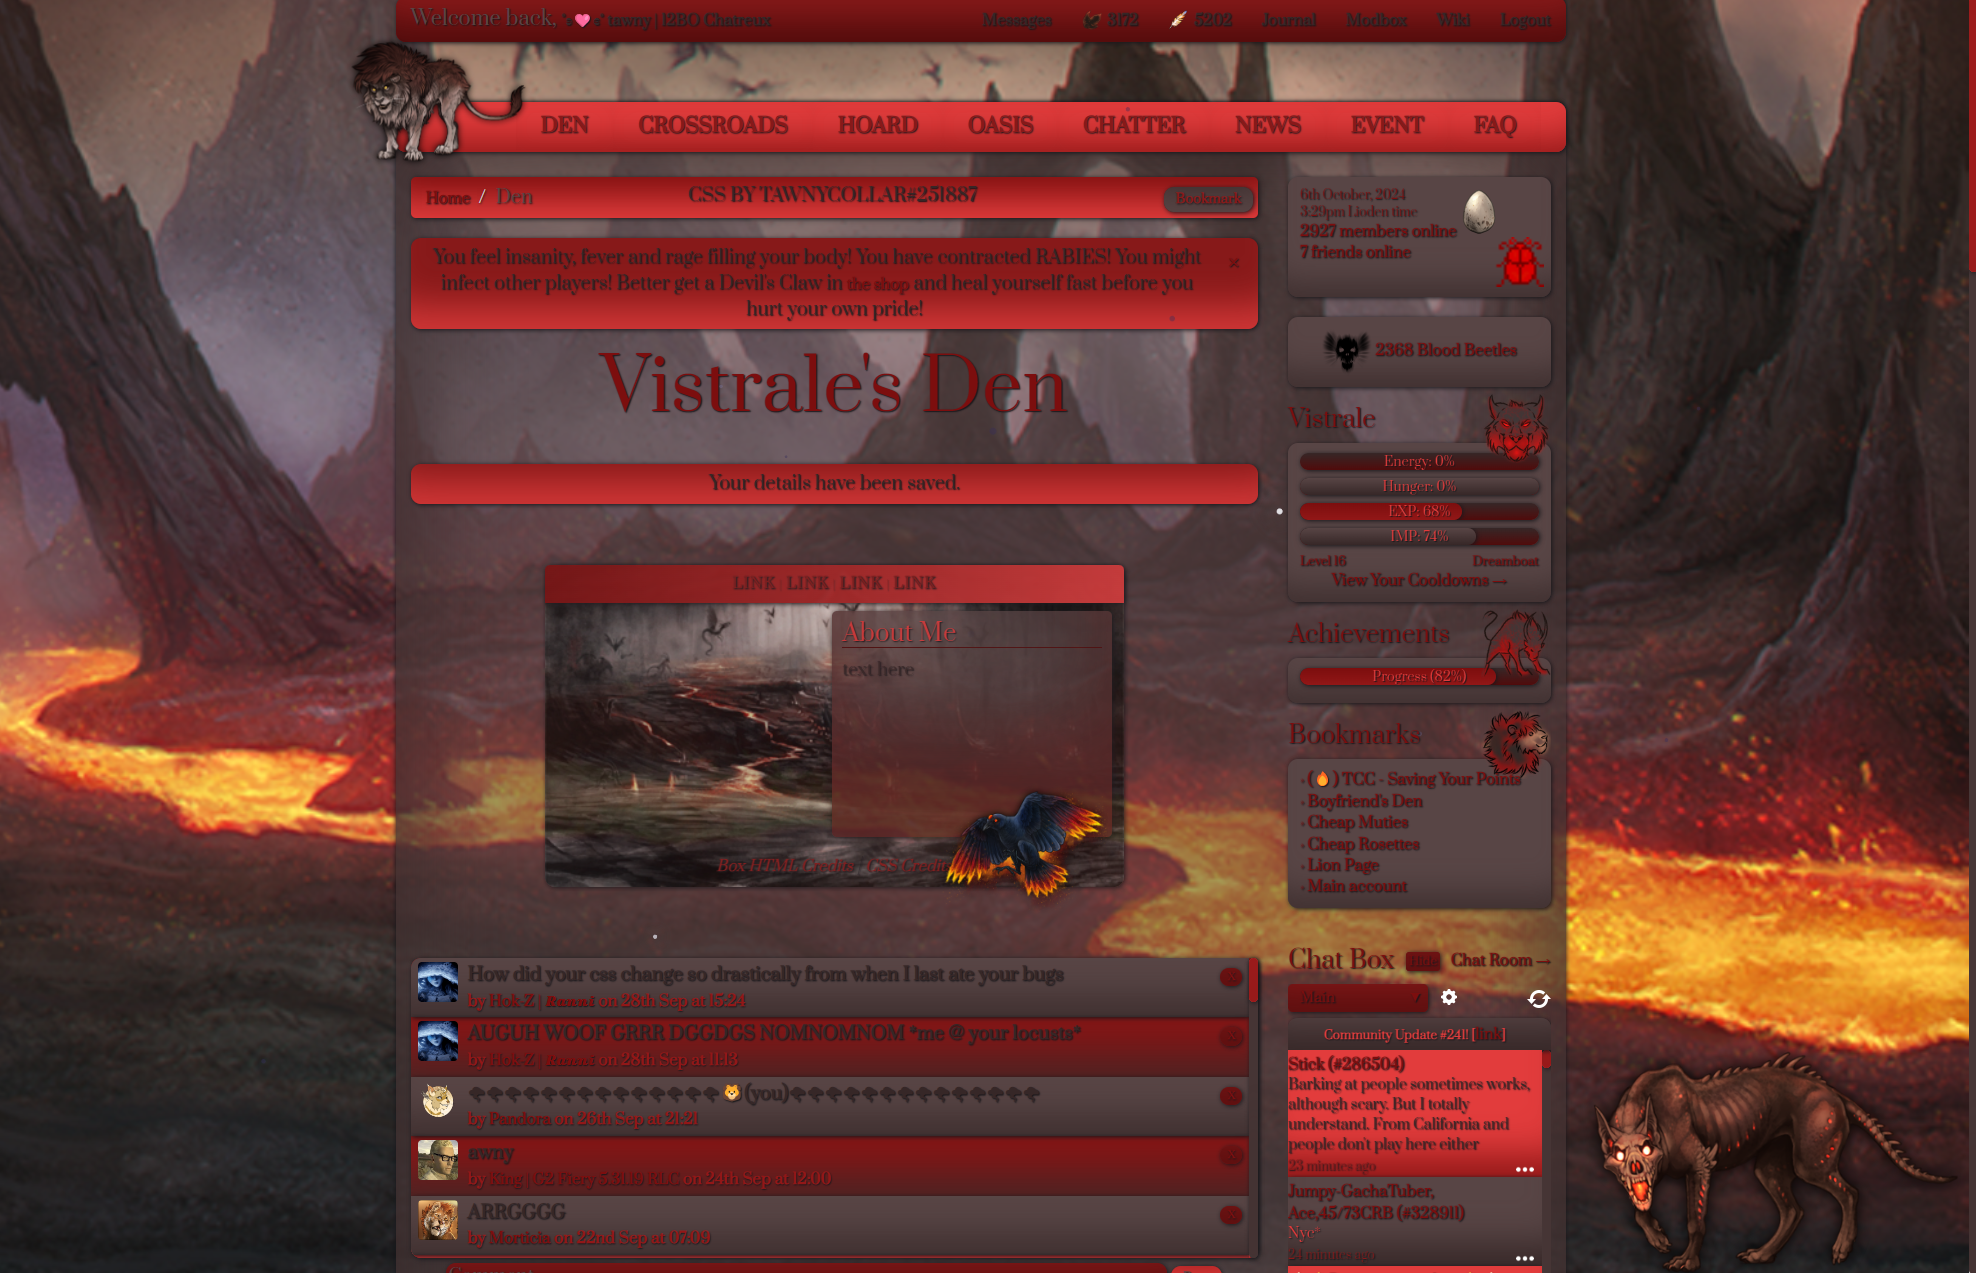 Welcome back, tawny | 12BO Chatreux
Messages 3172 5202 Journal Modbox Wiki Logout
DEN CROSSROADS HOARD OASIS CHATTER NEWS EVENT FAQ
Home / Den
CSS BY TAWNYCOLLAR#251887
Bookmark
You feel insanity, fever and rage filling your body! You have contracted RABIES! You might
infect other players! Better get a Devil's Claw in the shop and heal yourself fast before you
hurt your own pride!
×
Vistrale's Den
Your details have been saved.
LINK | LINK | LINK | LINK
About Me
text here
Box HTML Credits
How did your css change so drastically from when I last ate your bugs
by Hok-Z | on 28th Sep at 15:24
AUGUH WOOF GRRR DGGDGS NOMNOMNOM *me @ your locusts*
by Hok-Z | on 28th Sep at 11:13
🌪🌪🌪🌪🌪🌪🌪🌪🌪🌪🌪🌪🌪🌪🦁(you)🌪🌪🌪🌪🌪🌪🌪🌪🌪🌪🌪🌪🌪🌪
by Pandora on 26th Sep at 21:21
awny
by King | G2 Fiery 5.31.19 RLC on 24th Sep at 12:00
ARRGGGG
by Morticia on 22nd Sep at 07:09
6th October, 2024
3:29pm Lioden time
2927 members online
7 friends online
2368 Blood Beetles
Vistrale
Energy: 0%
Hunger: 0%
EXP: 68%
IMP: 74%
Level 16 Dreamboat
View Your Cooldowns →
Achievements
Progress (82%)
Bookmarks
• (🔥) TCC - Saving Your Points
• Boyfriend's Den
• Cheap Muties
• Cheap Rosettes
• Lion Page
• Main account
Chat Box Hide Chat Room →
Main
Community Update #241! [link]
Stick (#286504)
Barking at people sometimes works,
although scary. But I totally
understand. From California and
people don't play here either
23 minutes ago
Jumpy-GachaTuber,
Ace,45/73CRB (#328911)
Nye*
24 minutes ago